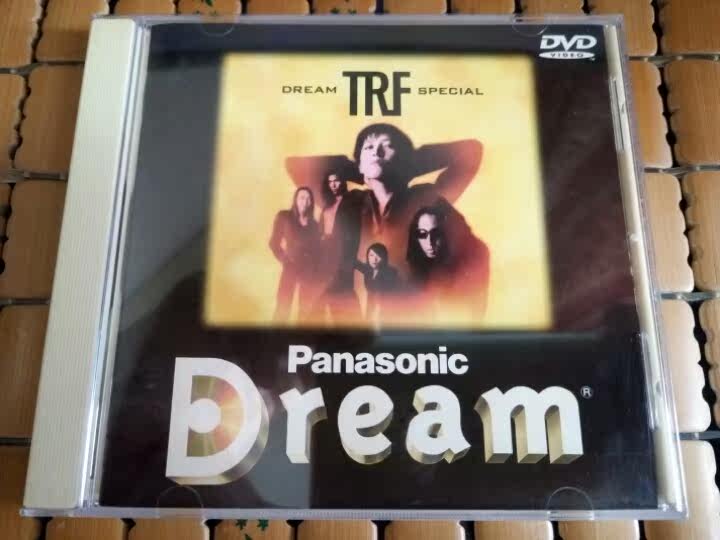 DVD
VIDEO
DREAM TRF SPECIAL
Panasonic
Dream®